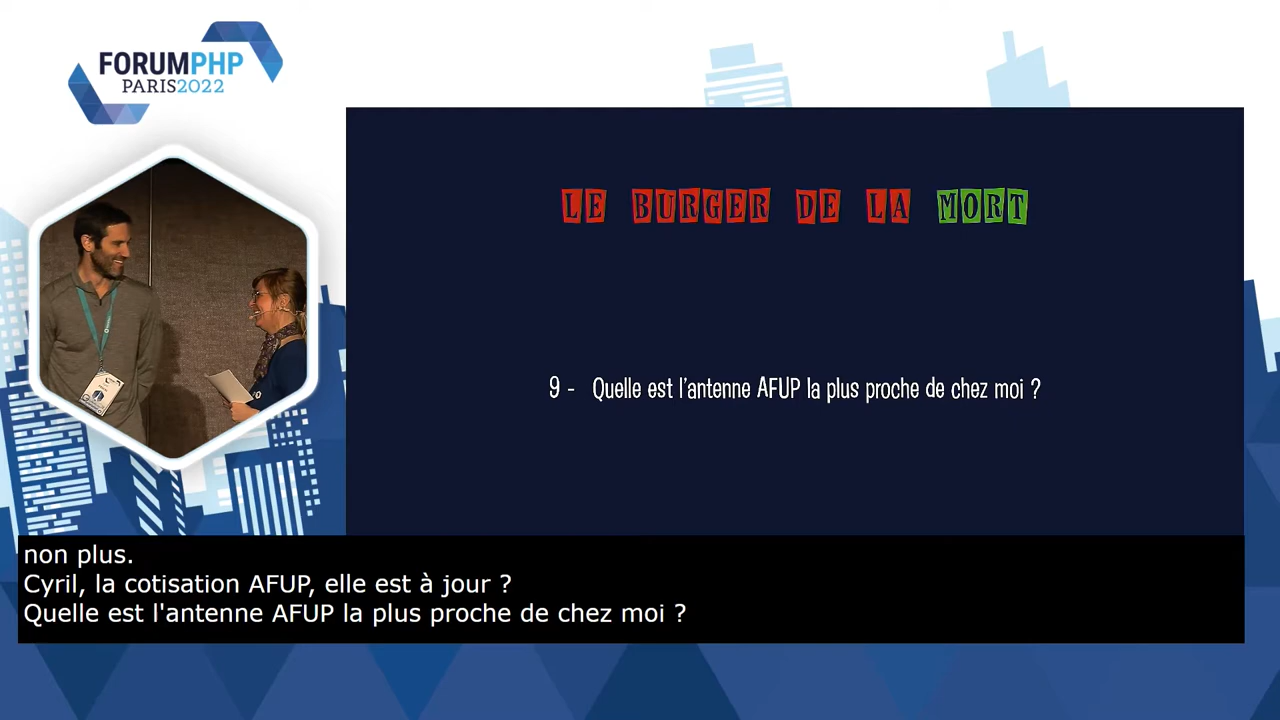 FORUMPHP
PARIS2022
LE BURGER DE LA MORT
9 - Quelle est l'antenne AFUP la plus proche de chez moi ?
non plus.
Cyril, la cotisation AFUP, elle est à jour ?
Quelle est l'antenne AFUP la plus proche de chez moi ?